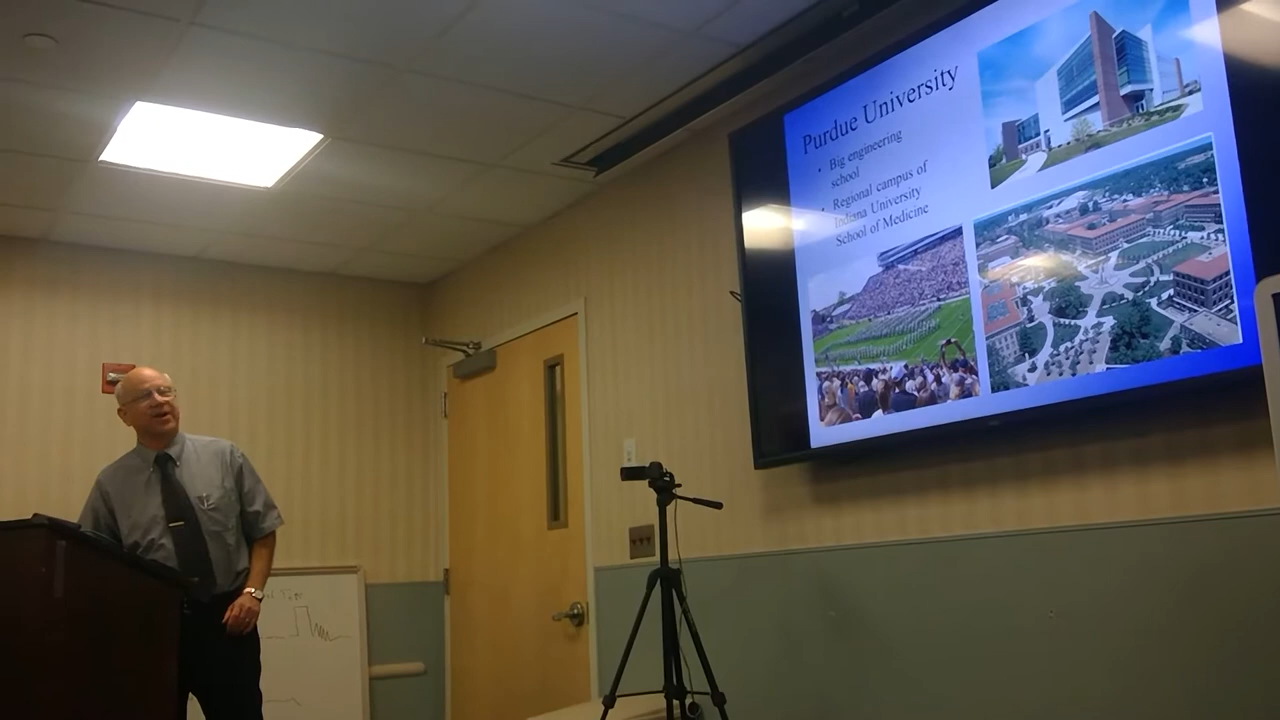 Purdue University
• Big engineering
school
• Regional campus of
Indiana University
School of Medicine